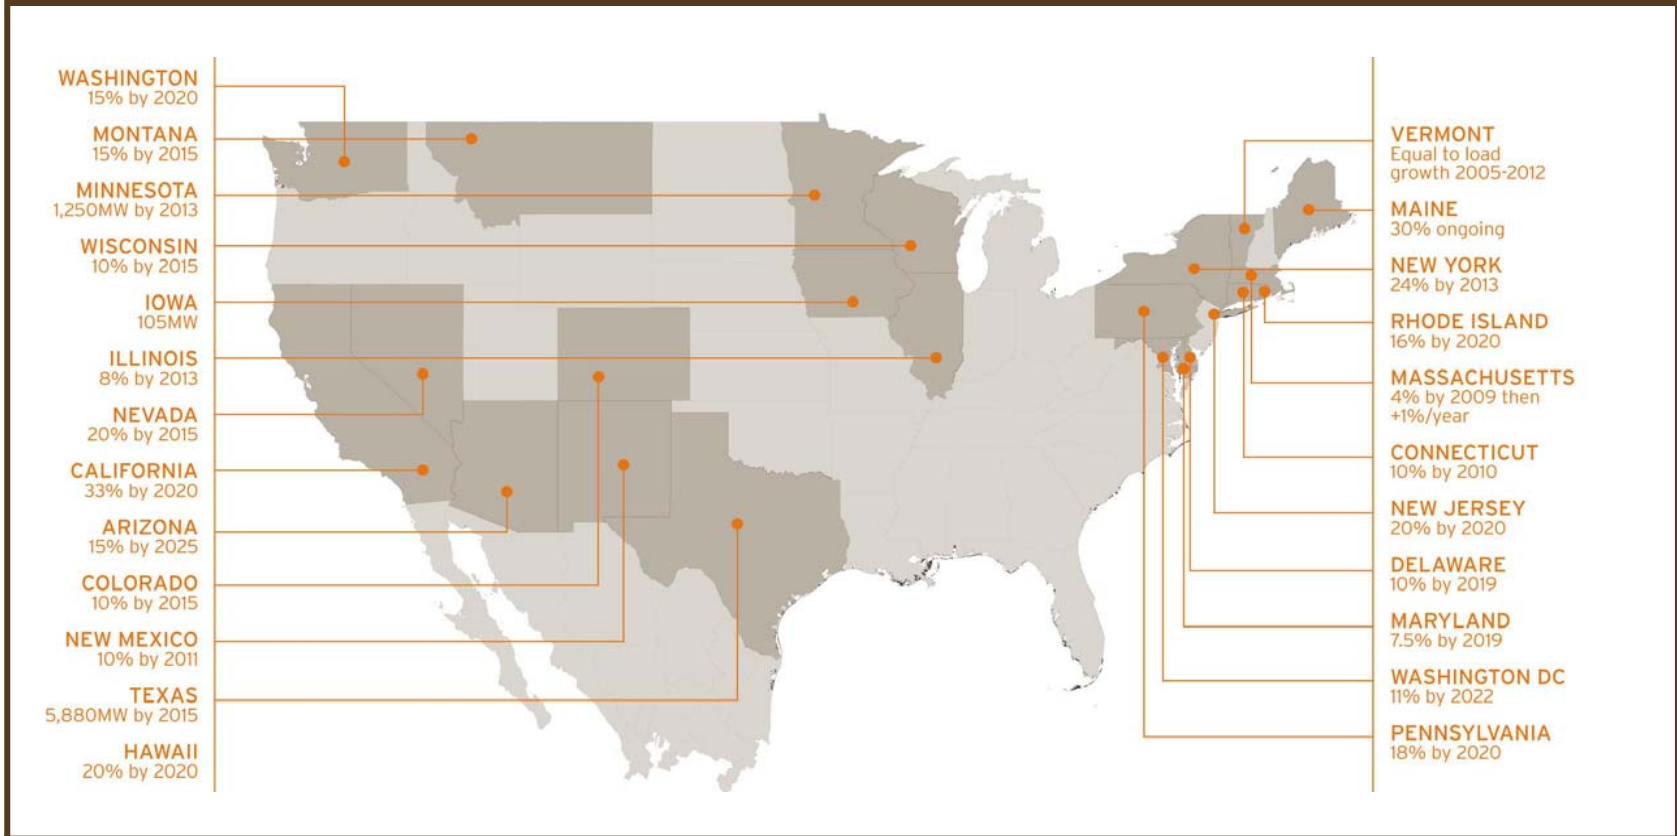 WASHINGTON
15% by 2020
MONTANA
15% by 2015
MINNESOTA
1,250MW by 2013
WISCONSIN
10% by 2015
IOWA
105MW
ILLINOIS
8% by 2013
NEVADA
20% by 2015
CALIFORNIA
33% by 2020
ARIZONA
15% by 2025
COLORADO
10% by 2015
NEW MEXICO
10% by 2011
TEXAS
5,880MW by 2015
HAWAII
20% by 2020
VERMONT
Equal to load
growth 2005-2012
MAINE
30% ongoing
NEW YORK
24% by 2013
RHODE ISLAND
16% by 2020
MASSACHUSETTS
4% by 2009 then
+1%/year
CONNECTICUT
10% by 2010
NEW JERSEY
20% by 2020
DELAWARE
10% by 2019
MARYLAND
7.5% by 2019
WASHINGTON DC
11% by 2022
PENNSYLVANIA
18% by 2020